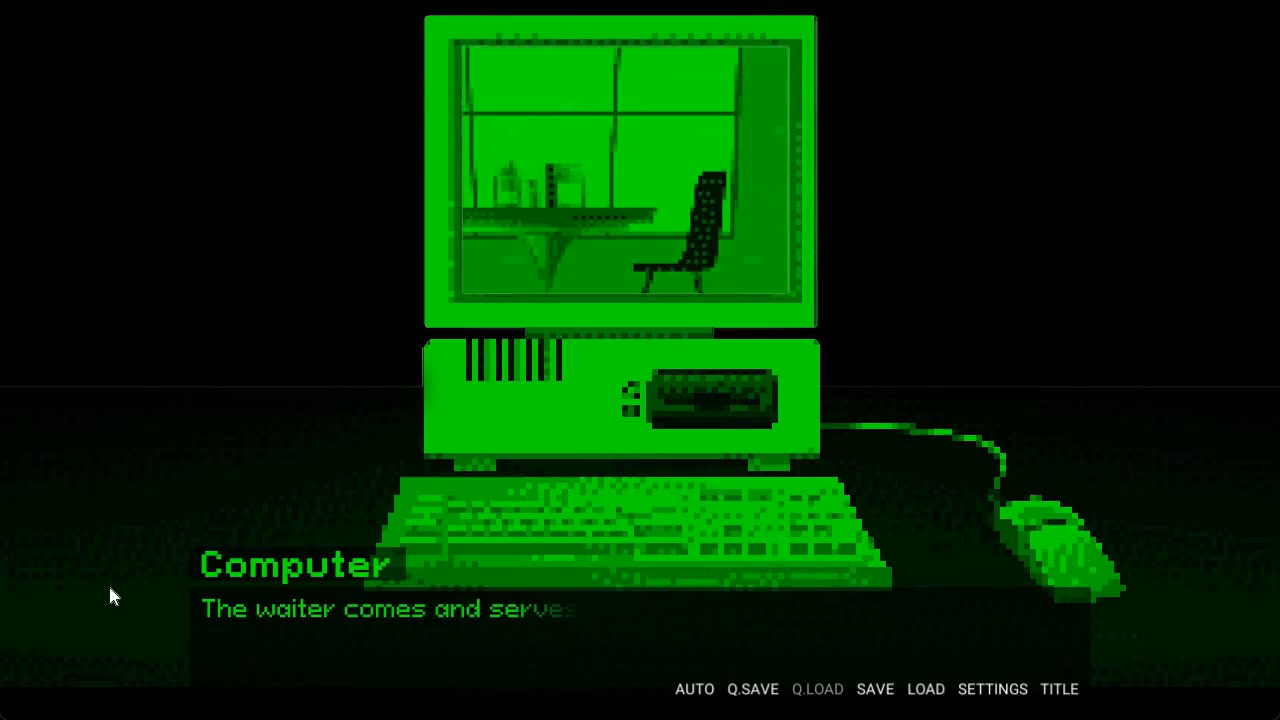 Computer
The waiter comes and serves
AUTO Q.SAVE Q.LOAD SAVE LOAD SETTINGS TITLE